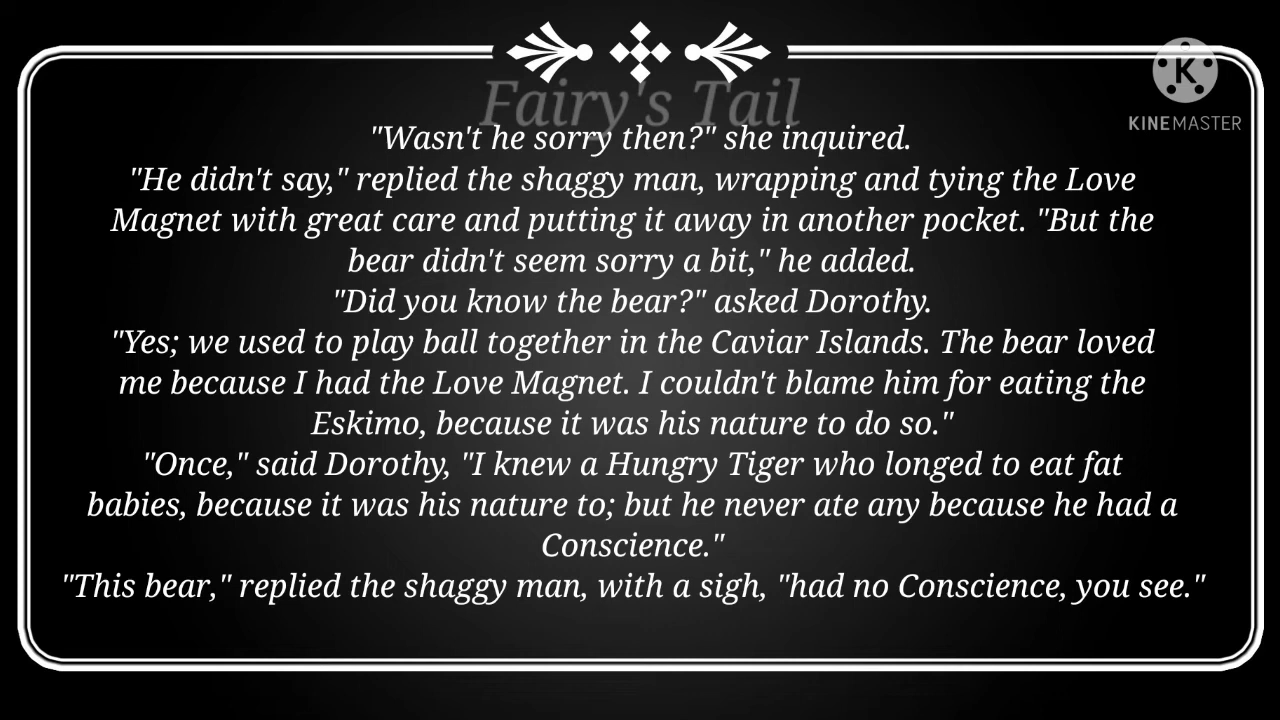 Fairy's Tail
K
KINEMASTER
"Wasn't he sorry then?" she inquired.
"He didn't say," replied the shaggy man, wrapping and tying the Love
Magnet with great care and putting it away in another pocket. "But the
bear didn't seem sorry a bit," he added.
"Did you know the bear?" asked Dorothy.
"Yes; we used to play ball together in the Caviar Islands. The bear loved
me because I had the Love Magnet. I couldn't blame him for eating the
Eskimo, because it was his nature to do so."
"Once," said Dorothy, "I knew a Hungry Tiger who longed to eat fat
babies, because it was his nature to; but he never ate any because he had a
Conscience."
"This bear," replied the shaggy man, with a sigh, "had no Conscience, you see."